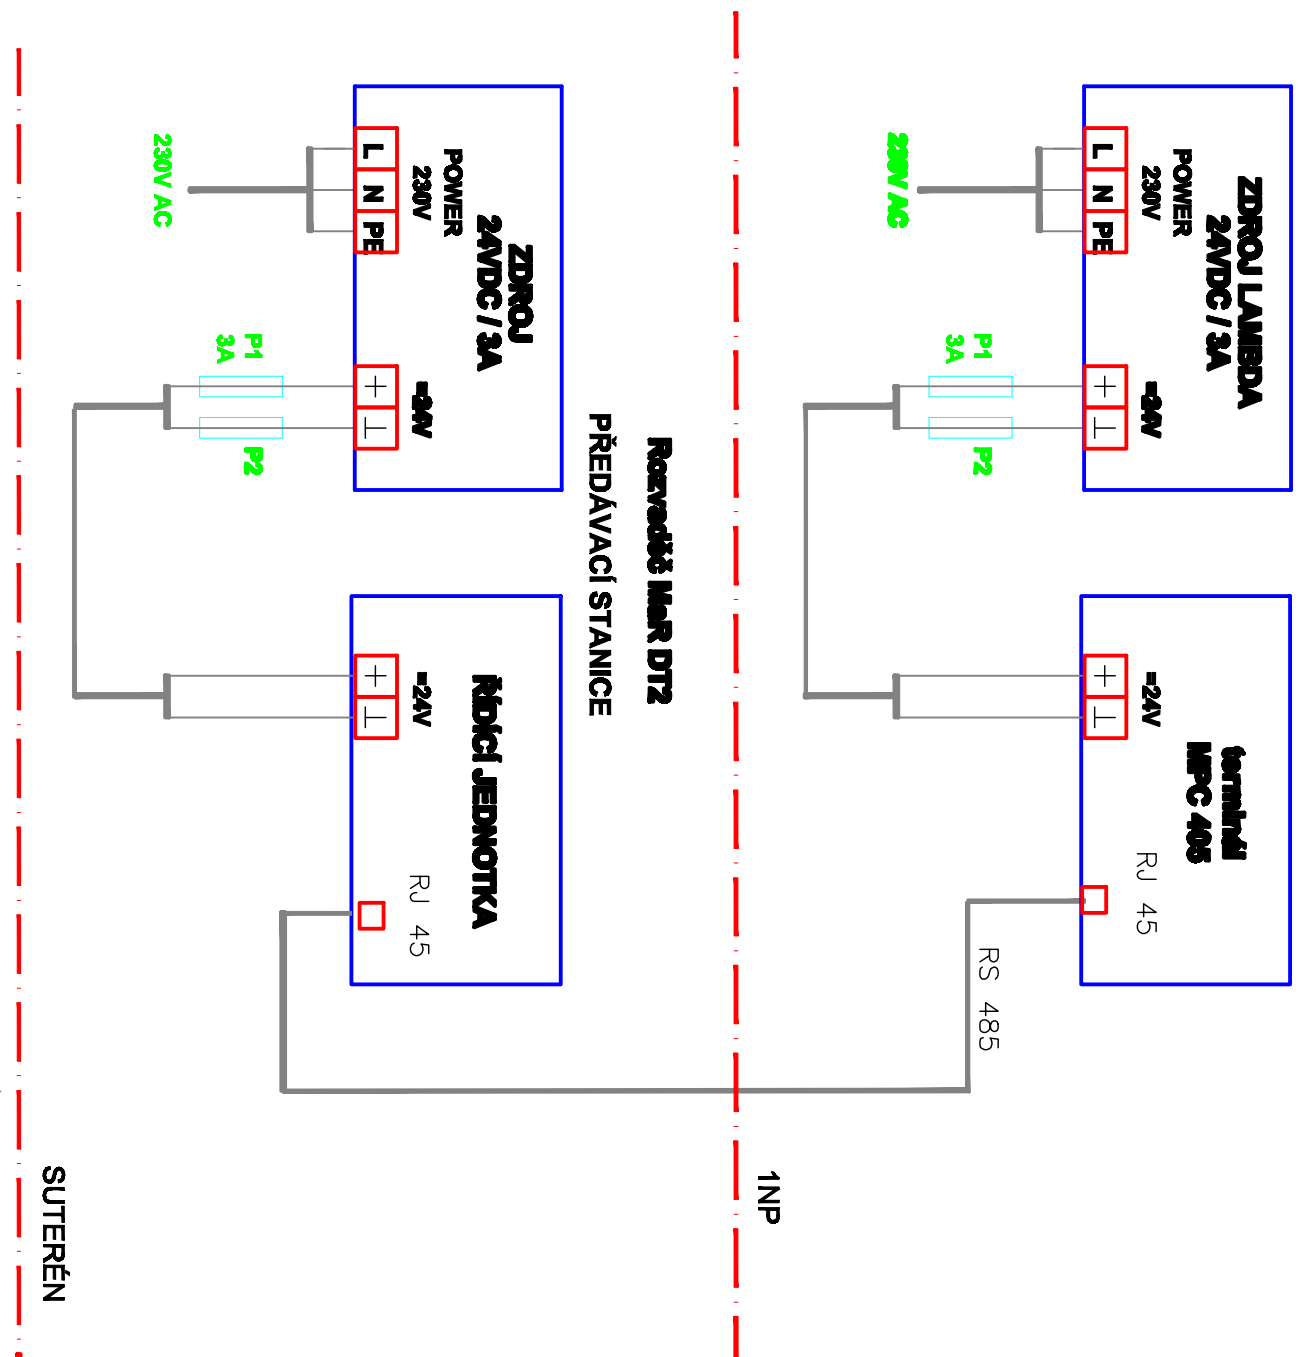 ZDROJ LAMBDA
24VDC / 3A
POWER
230V
L
N
PE
=24V
+
⊥
230V AC
P1
3A
P2
terminál
MPC 405
=24V
+
⊥
RJ 45
RS 485
1NP
Rozvaděč MaR DT2
PŘEDÁVACÍ STANICE
ZDROJ
24VDC / 3A
POWER
230V
L
N
PE
=24V
+
⊥
230V AC
P1
3A
P2
ŘÍDÍCÍ JEDNOTKA
=24V
+
⊥
RJ 45
SUTERÉN